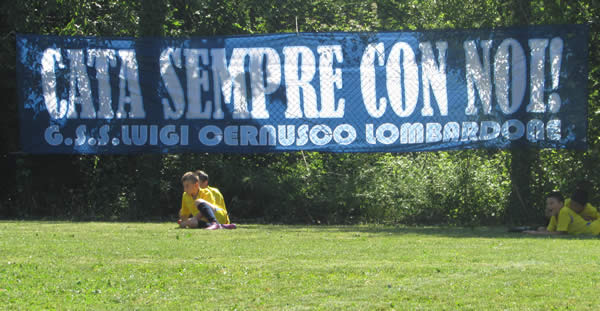 CATA SEMPRE CON NOI!
G.S.S. LUIGI CERNUSCO LOMBARDONE